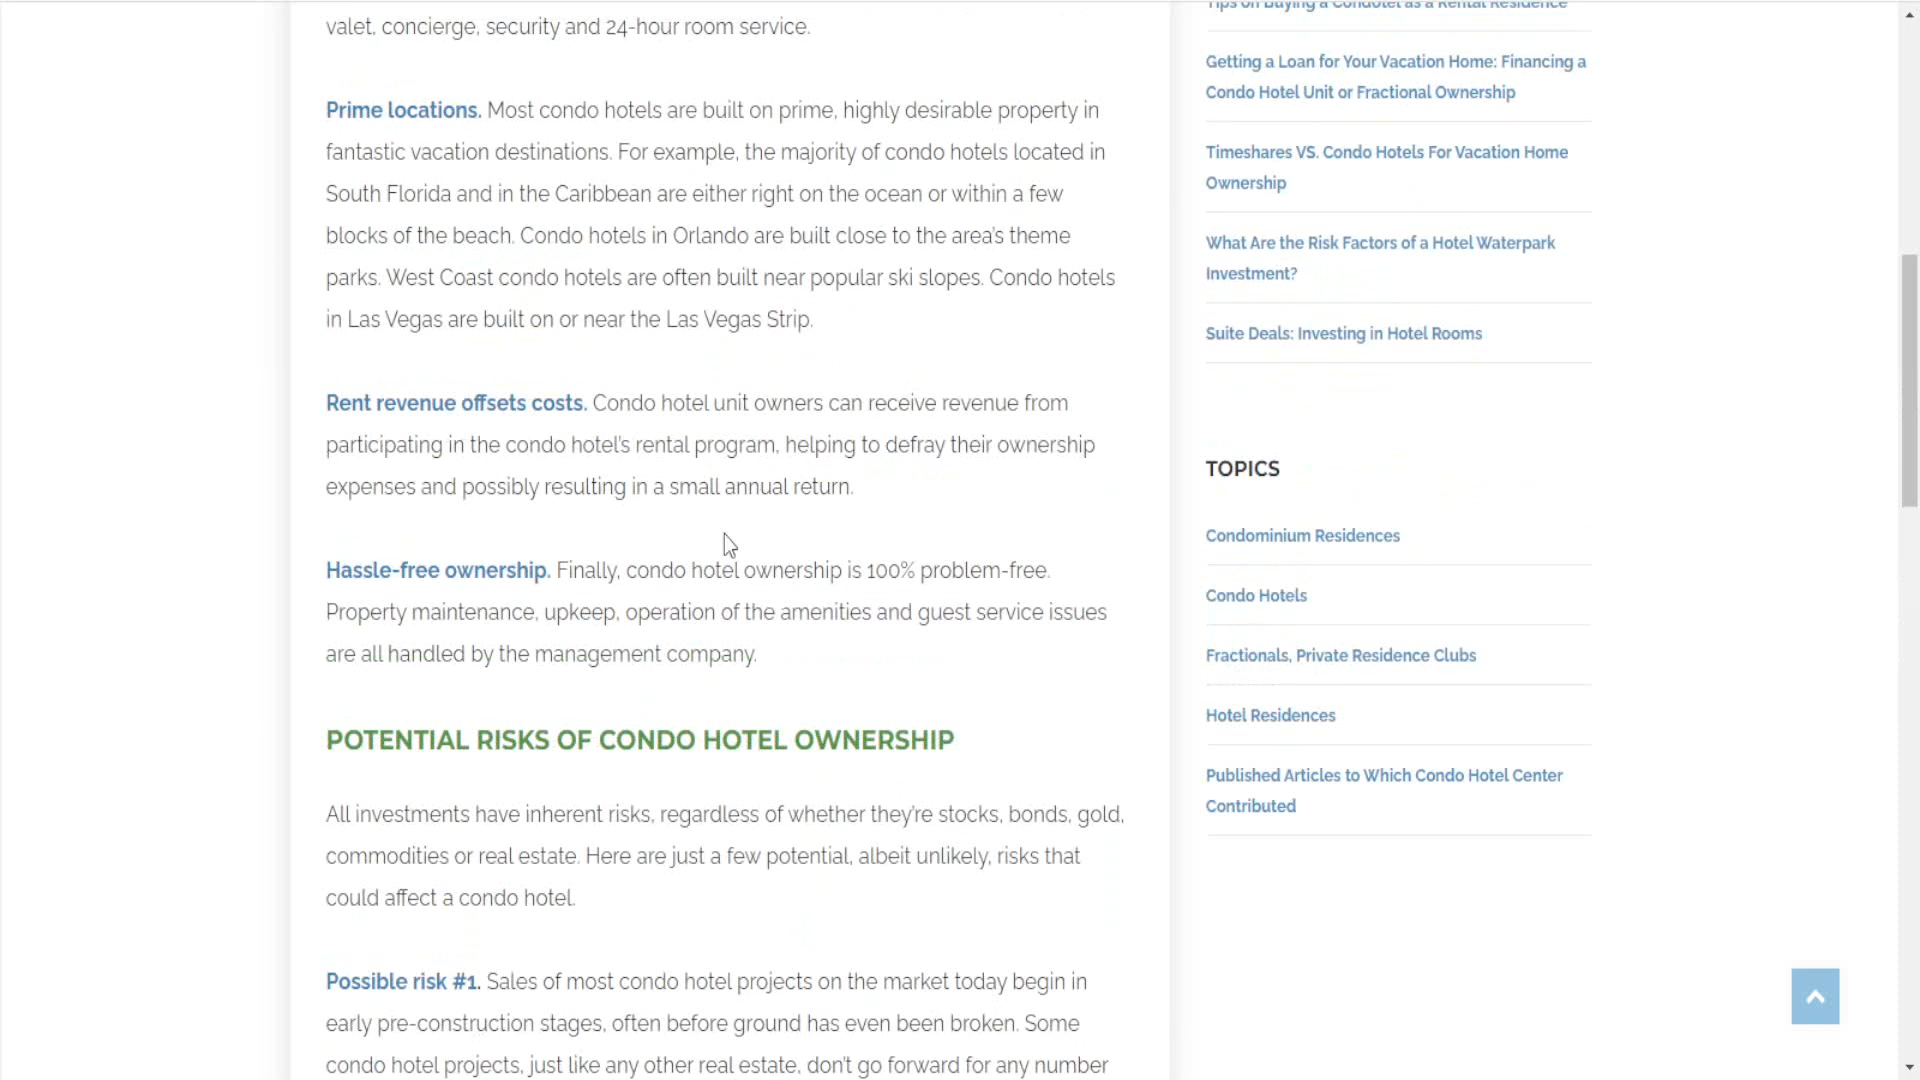 valet, concierge, security and 24-hour room service.
Prime locations. Most condo hotels are built on prime, highly desirable property in
fantastic vacation destinations. For example, the majority of condo hotels located in
South Florida and in the Caribbean are either right on the ocean or within a few
blocks of the beach. Condo hotels in Orlando are built close to the area's theme
parks. West Coast condo hotels are often built near popular ski slopes. Condo hotels
in Las Vegas are built on or near the Las Vegas Strip.
Rent revenue offsets costs. Condo hotel unit owners can receive revenue from
participating in the condo hotel's rental program, helping to defray their ownership
expenses and possibly resulting in a small annual return.
Hassle-free ownership. Finally, condo hotel ownership is 100% problem-free.
Property maintenance, upkeep, operation of the amenities and guest service issues
are all handled by the management company.
POTENTIAL RISKS OF CONDO HOTEL OWNERSHIP
All investments have inherent risks, regardless of whether they're stocks, bonds, gold,
commodities or real estate. Here are just a few potential, albeit unlikely, risks that
could affect a condo hotel.
Possible risk #1. Sales of most condo hotel projects on the market today begin in
early pre-construction stages, often before ground has even been broken. Some
condo hotel projects, just like any other real estate, don't go forward for any number
Tips on Buying a Condotel as a Rental Residence
Getting a Loan for Your Vacation Home: Financing a
Condo Hotel Unit or Fractional Ownership
Timeshares VS. Condo Hotels For Vacation Home
Ownership
What Are the Risk Factors of a Hotel Waterpark
Investment?
Suite Deals: Investing in Hotel Rooms
TOPICS
Condominium Residences
Condo Hotels
Fractionals, Private Residence Clubs
Hotel Residences
Published Articles to Which Condo Hotel Center
Contributed